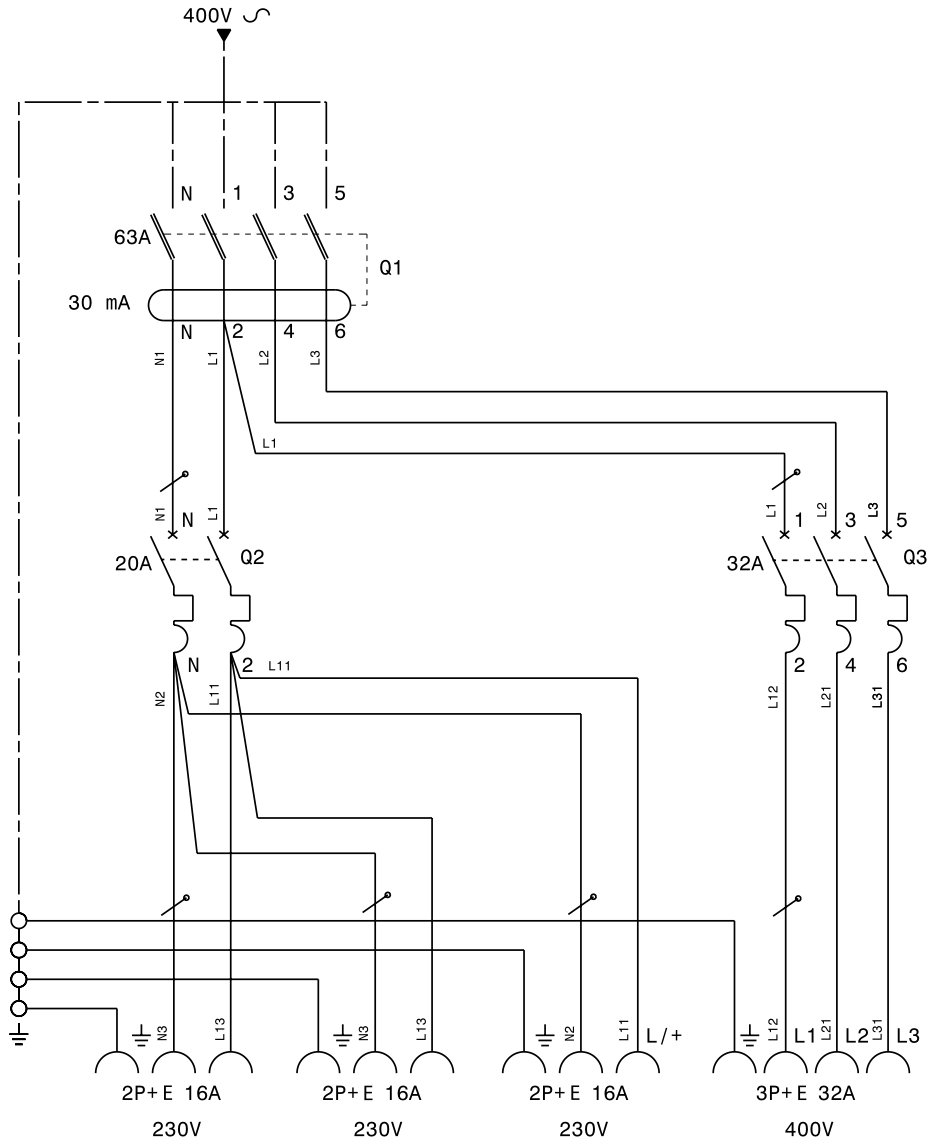 400V
N 1 3 5
63A
Q1
30 mA
N 2 4 6
N1 L1 L2 L3
L1
N1 N L1
L1 1 L2 3 L3 5
20A Q2
32A Q3
N 2 L11
2 4 6
N2 L11
L12 L21 L31
N3 L13 N3 L13 N2 L11 L/+ L12 L1 L21 L2 L31 L3
2P+E 16A 2P+E 16A 2P+E 16A 3P+E 32A
230V 230V 230V 400V